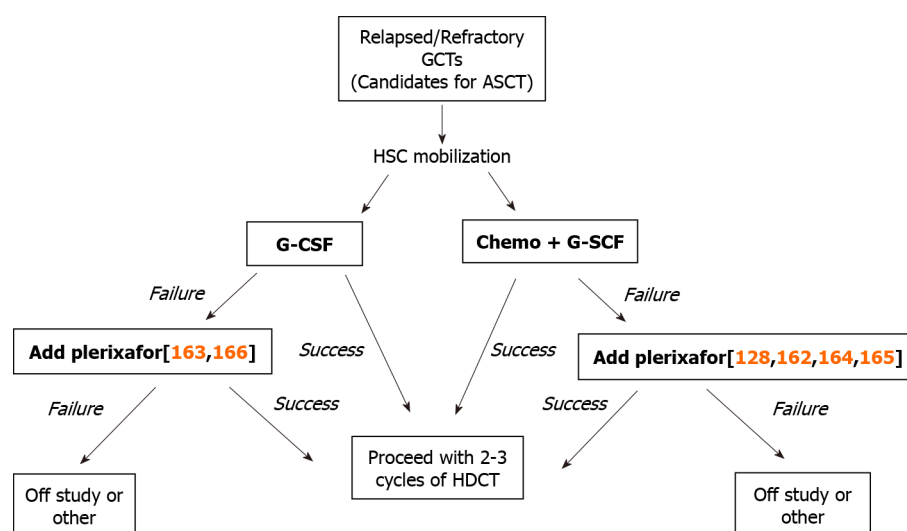 Relapsed/Refractory
GCTs
(Candidates for ASCT)
HSC mobilization
G-CSF
Chemo + G-SCF
Failure
Failure
Success
Success
Add plerixafor[163,166]
Add plerixafor[128,162,164,165]
Failure
Success
Success
Failure
Proceed with 2-3
cycles of HDCT
Off study or
other
Off study or
other